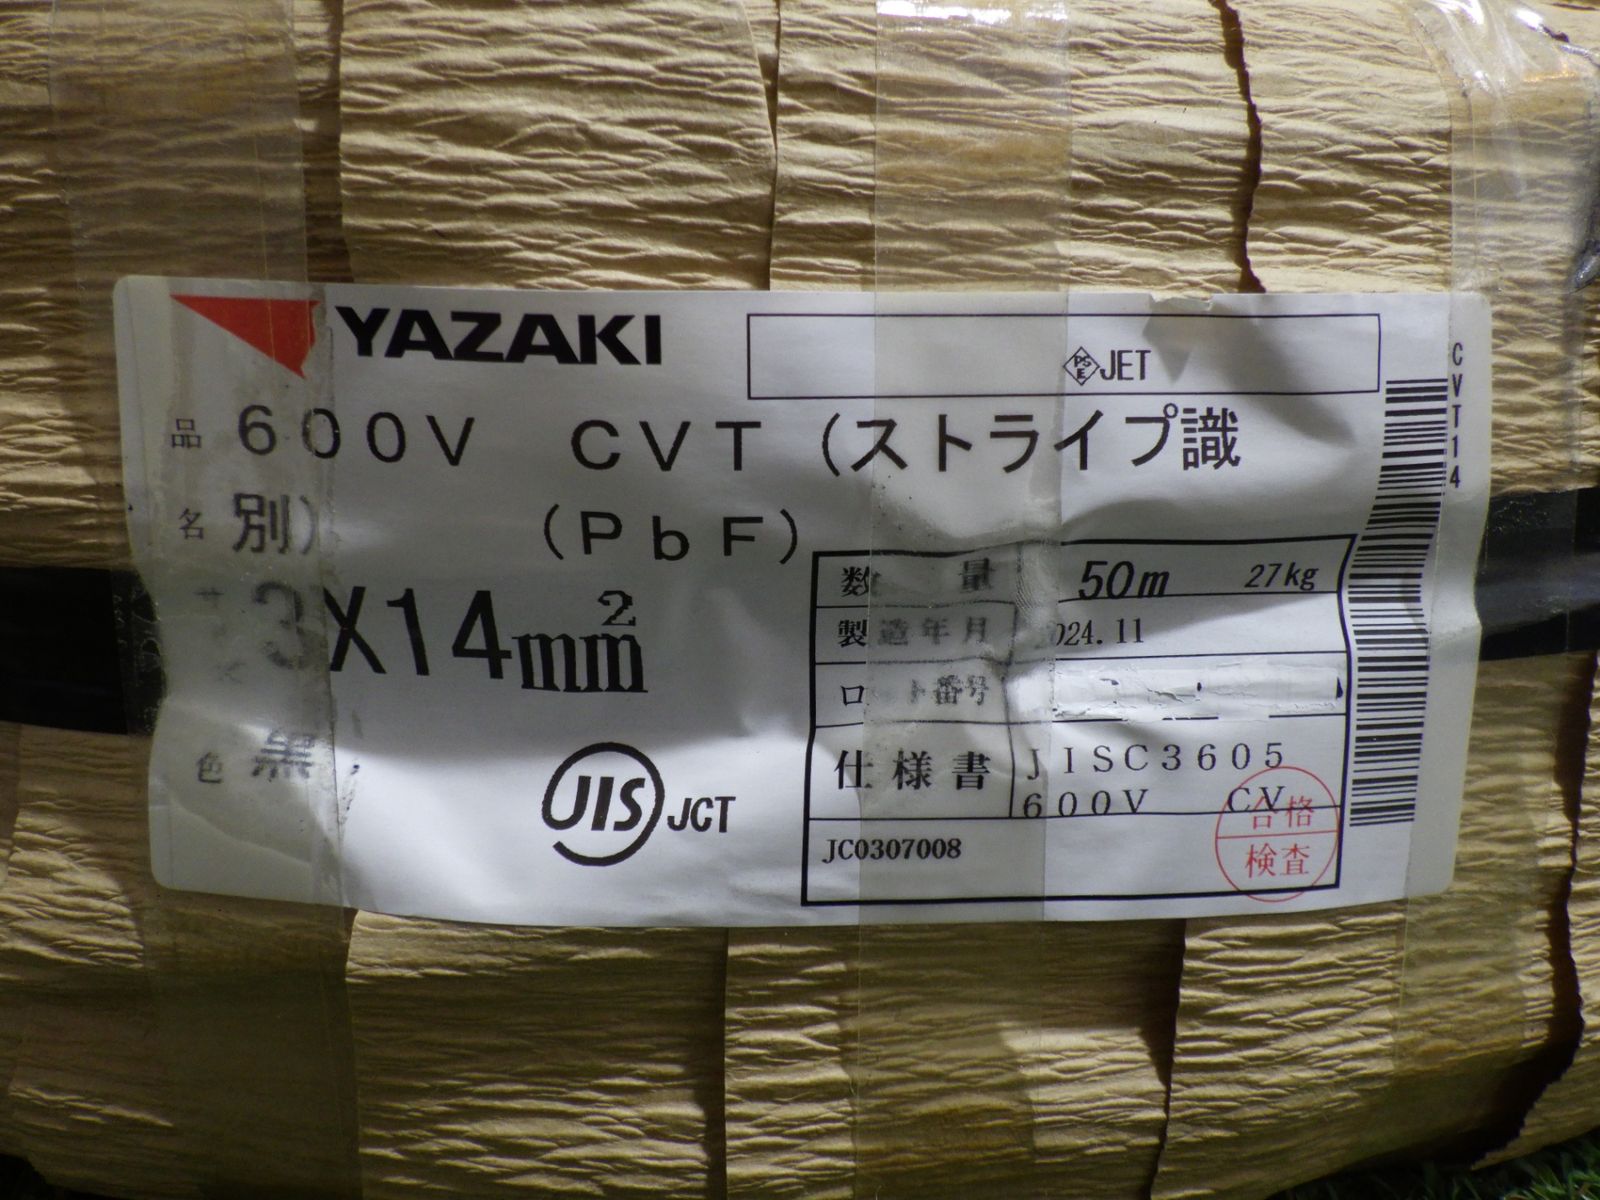 YAZAKI
PS
E JET
CVT14
品 600V CVT (ストライプ識
名 別)
(PbF)
3X14mm²
色 黒
JIS JCT
数 量 50m 27kg
製造年月 2024.11
ロット番号
仕様書 JISC3605
600V CV
JC0307008
合格
検査